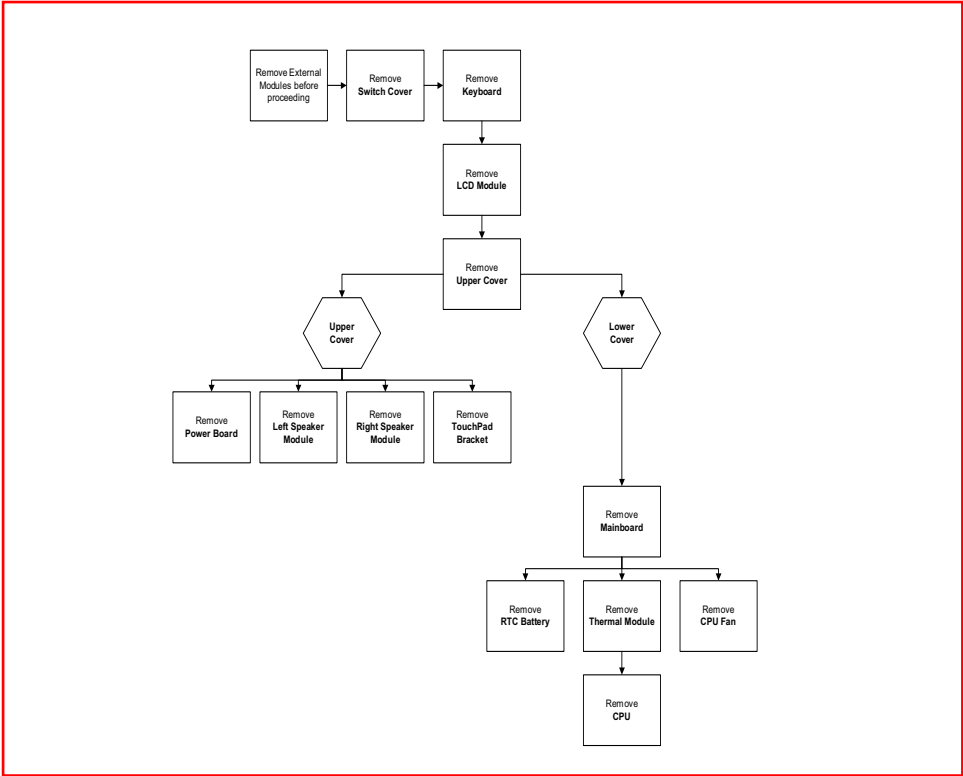 Remove External
Modules before
proceeding
Remove
Switch Cover
Remove
Keyboard
Remove
LCD Module
Remove
Upper Cover
Upper
Cover
Lower
Cover
Remove
Power Board
Remove
Left Speaker
Module
Remove
Right Speaker
Module
Remove
TouchPad
Bracket
Remove
Mainboard
Remove
RTC Battery
Remove
Thermal Module
Remove
CPU Fan
Remove
CPU